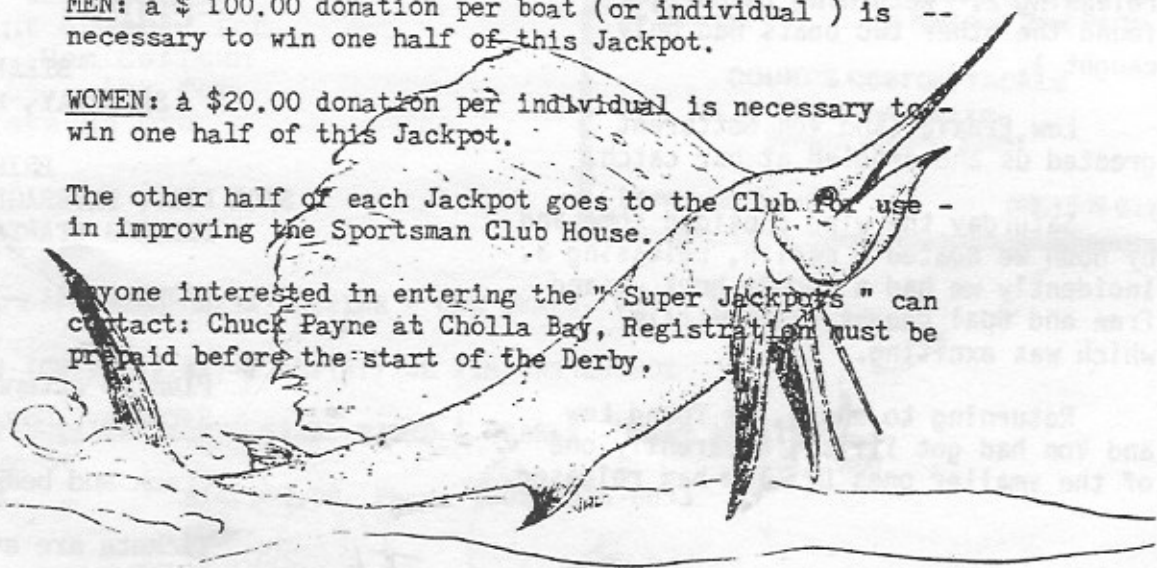 MEN: a $ 100.00 donation per boat (or individual ) is
necessary to win one half of this Jackpot.
WOMEN: a $20.00 donation per individual is necessary to -
win one half of this Jackpot.
The other half of each Jackpot goes to the Club for use -
in improving the Sportsman Club House.
Anyone interested in entering the " Super Jackpots " can
contact: Chuck Payne at Cholla Bay, Registration must be
prepaid before the start of the Derby.